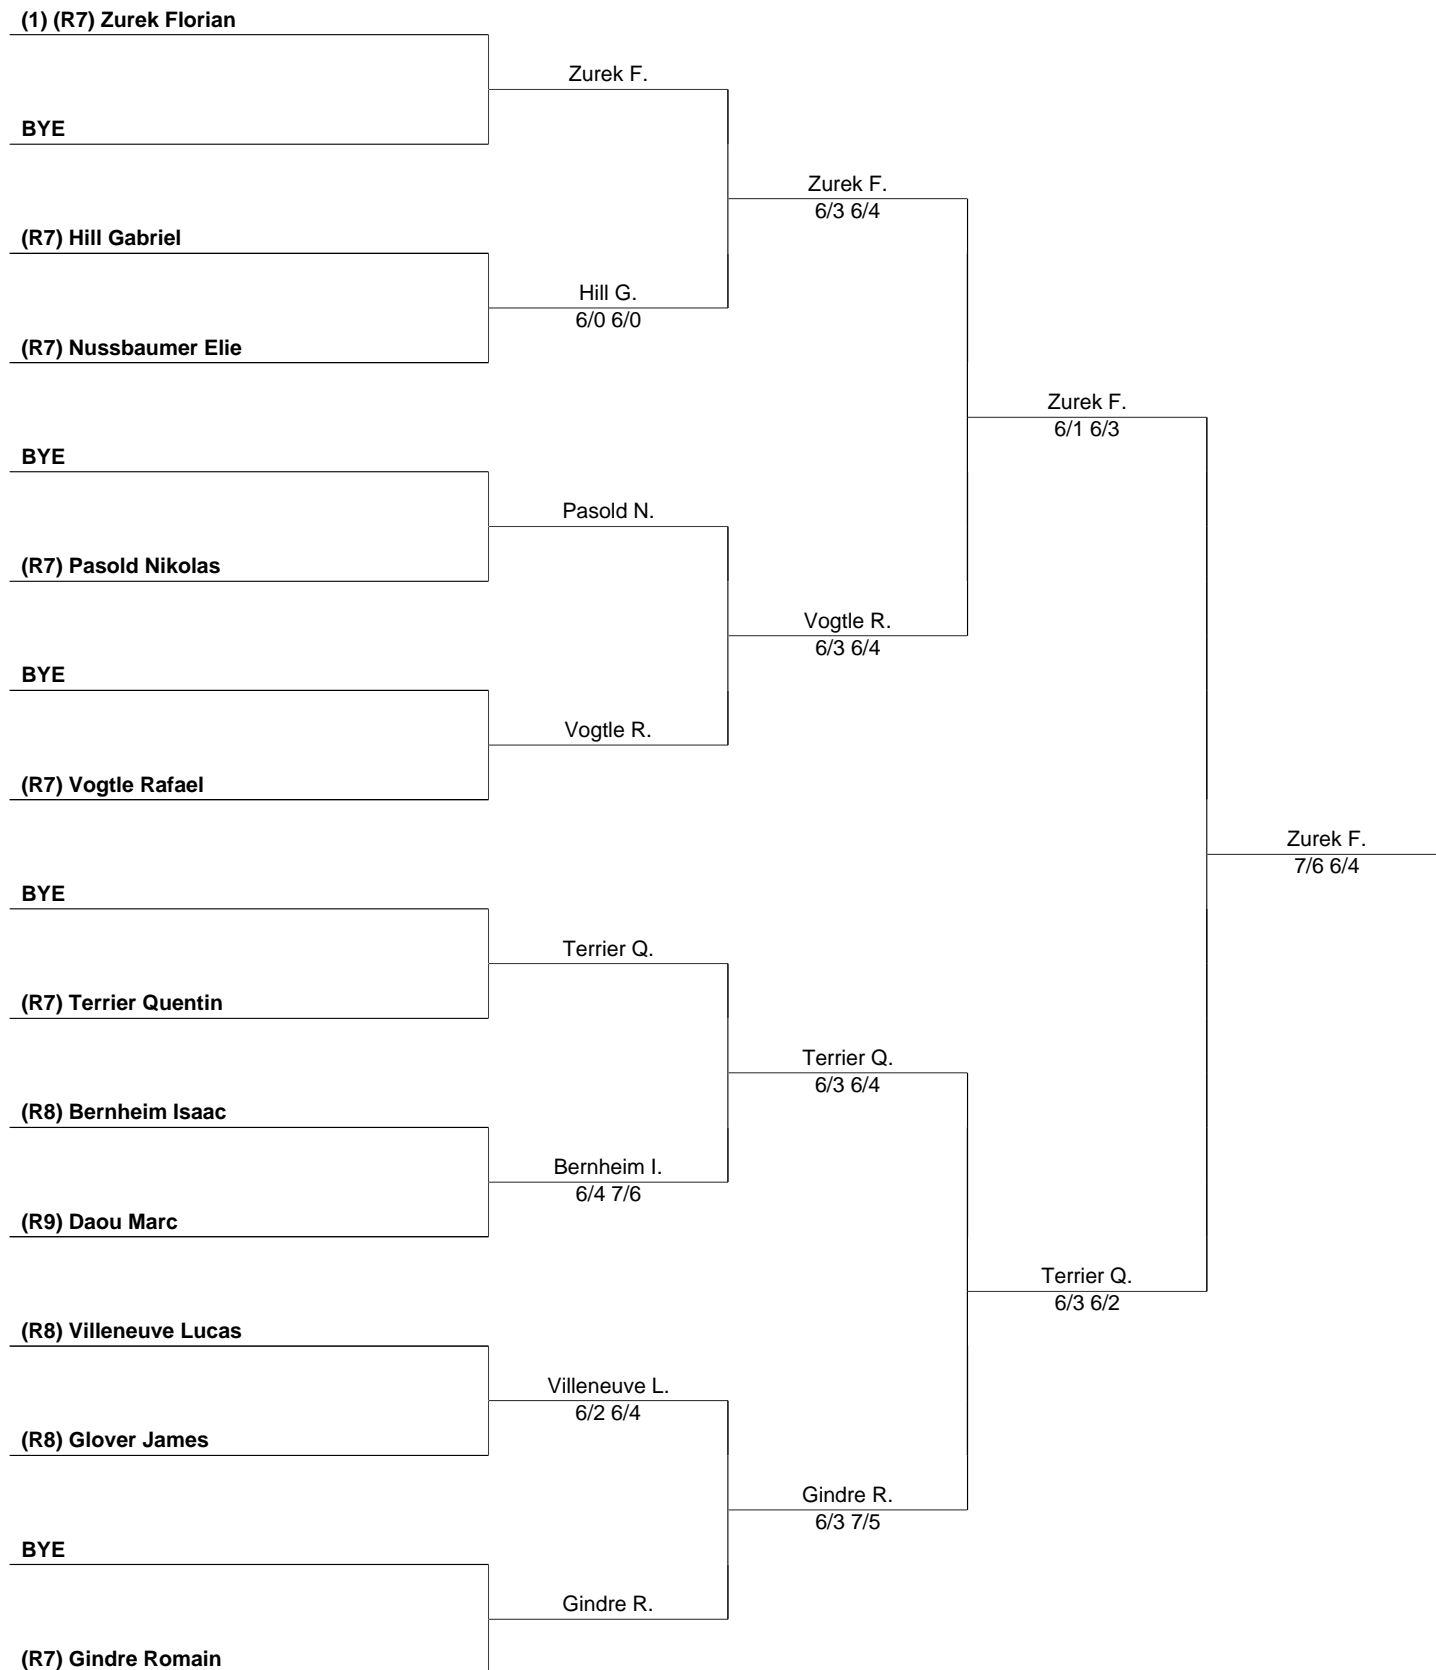 (1) (R7) Zurek Florian
Zurek F.
BYE
Zurek F.
6/3 6/4
(R7) Hill Gabriel
Hill G.
6/0 6/0
(R7) Nussbaumer Elie
Zurek F.
6/1 6/3
BYE
Pasold N.
(R7) Pasold Nikolas
Vogtle R.
6/3 6/4
BYE
Vogtle R.
(R7) Vogtle Rafael
Zurek F.
7/6 6/4
BYE
Terrier Q.
(R7) Terrier Quentin
Terrier Q.
6/3 6/4
(R8) Bernheim Isaac
Bernheim I.
6/4 7/6
(R9) Daou Marc
Terrier Q.
6/3 6/2
(R8) Villeneuve Lucas
Villeneuve L.
6/2 6/4
(R8) Glover James
Gindre R.
6/3 7/5
BYE
Gindre R.
(R7) Gindre Romain